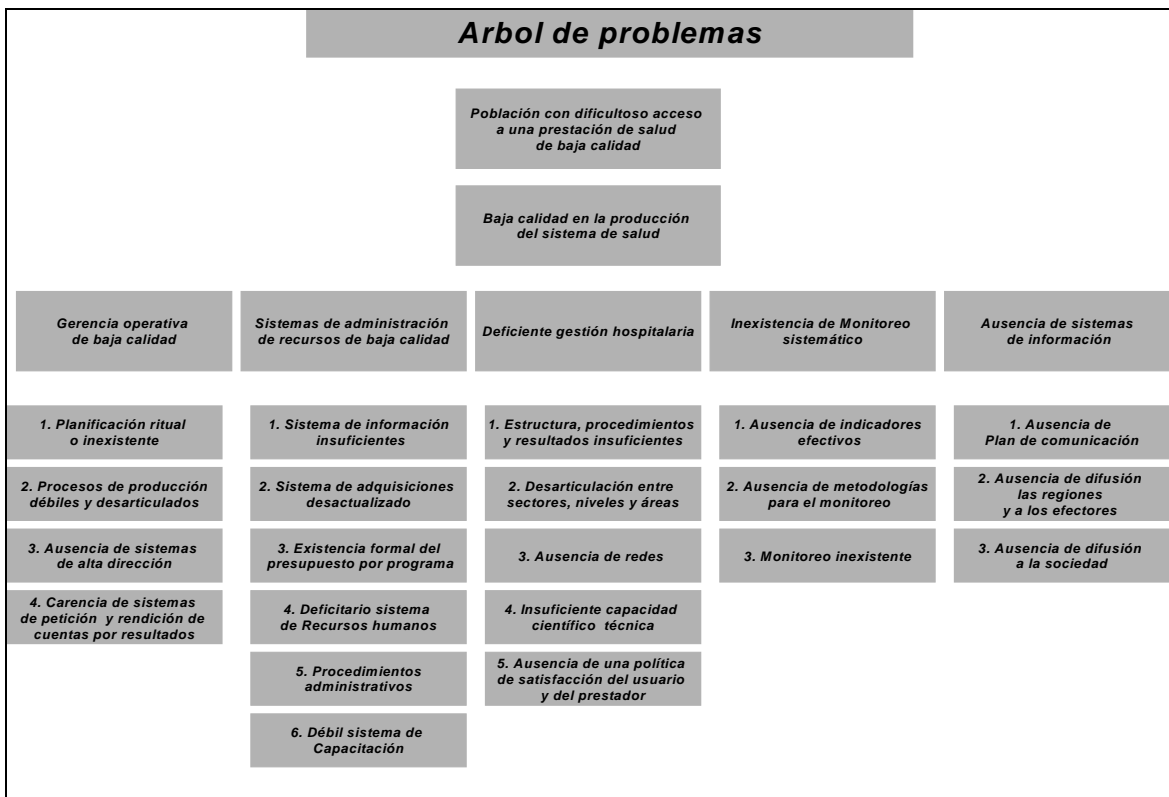 Arbol de problemas
Población con dificultoso acceso
a una prestación de salud
de baja calidad
Baja calidad en la producción
del sistema de salud
Gerencia operativa
de baja calidad
Sistemas de administración
de recursos de baja calidad
Deficiente gestión hospitalaria
Inexistencia de Monitoreo
sistemático
Ausencia de sistemas
de información
1. Planificación ritual
o inexistente
2. Procesos de producción
débiles y desarticulados
3. Ausencia de sistemas
de alta dirección
4. Carencia de sistemas
de petición y rendición de
cuentas por resultados
1. Sistema de información
insuficientes
2. Sistema de adquisiciones
desactualizado
3. Existencia formal del
presupuesto por programa
4. Deficitario sistema
de Recursos humanos
5. Procedimientos
administrativos
6. Débil sistema de
Capacitación
1. Estructura, procedimientos
y resultados insuficientes
2. Desarticulación entre
sectores, niveles y áreas
3. Ausencia de redes
4. Insuficiente capacidad
científico técnica
5. Ausencia de una política
de satisfacción del usuario
y del prestador
1. Ausencia de indicadores
efectivos
2. Ausencia de metodologías
para el monitoreo
3. Monitoreo inexistente
1. Ausencia de
Plan de comunicación
2. Ausencia de difusión
las regiones
y a los efectores
3. Ausencia de difusión
a la sociedad